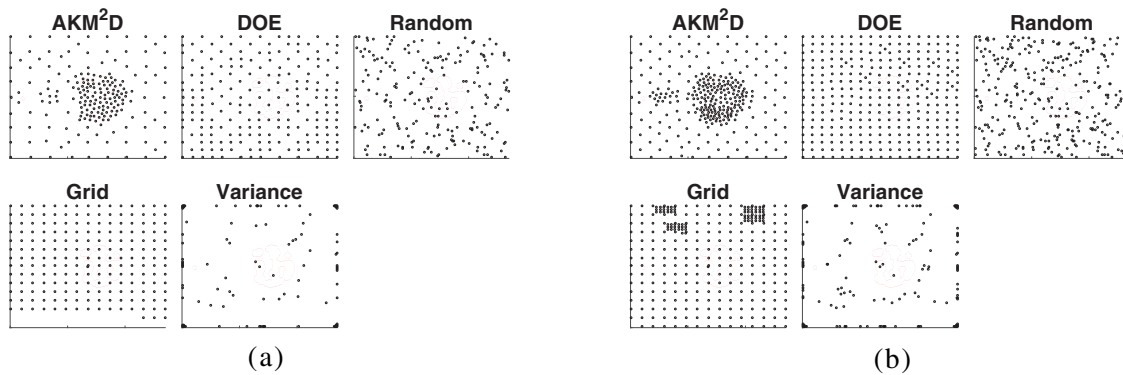 AKM²D DOE Random
Grid Variance
(a)
AKM²D DOE Random
Grid Variance
(b)